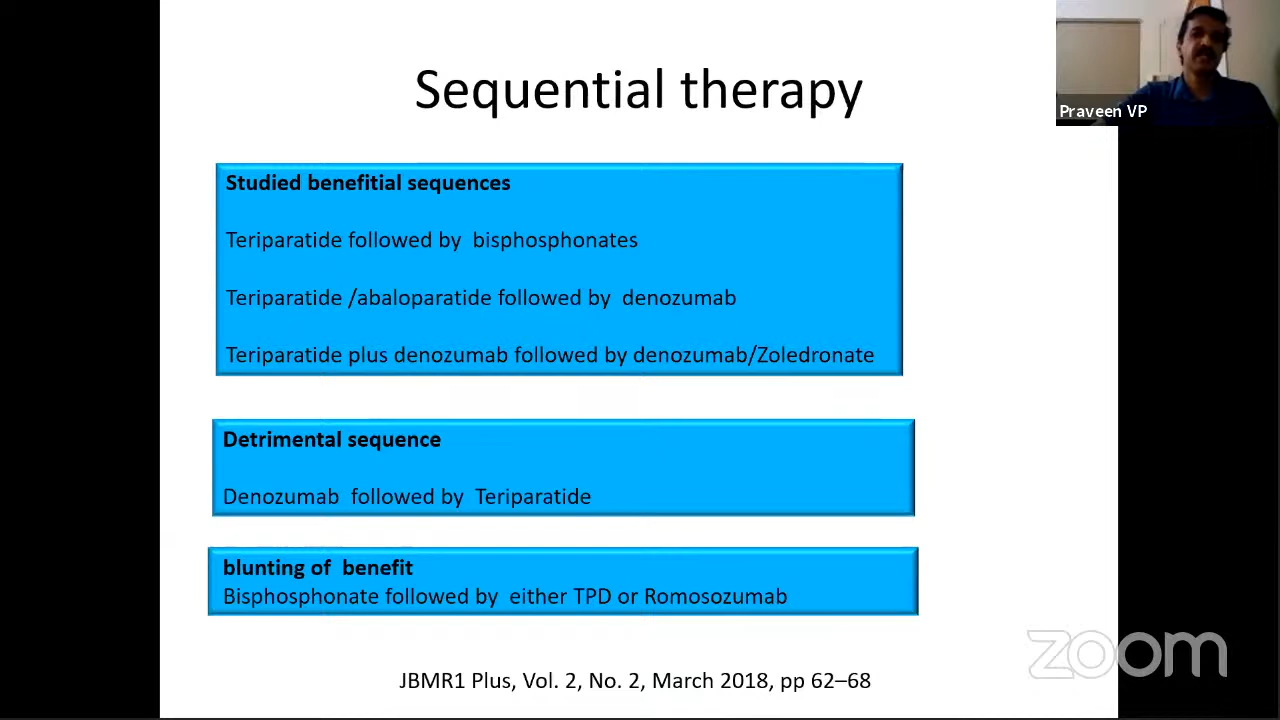 Sequential therapy
Praveen VP
Studied benefitial sequences
Teriparatide followed by bisphosphonates
Teriparatide /abaloparatide followed by denozumab
Teriparatide plus denozumab followed by denozumab/Zoledronate
Detrimental sequence
Denozumab followed by Teriparatide
blunting of benefit
Bisphosphonate followed by either TPD or Romosozumab
zoom
JBMR1 Plus, Vol. 2, No. 2, March 2018, pp 62–68